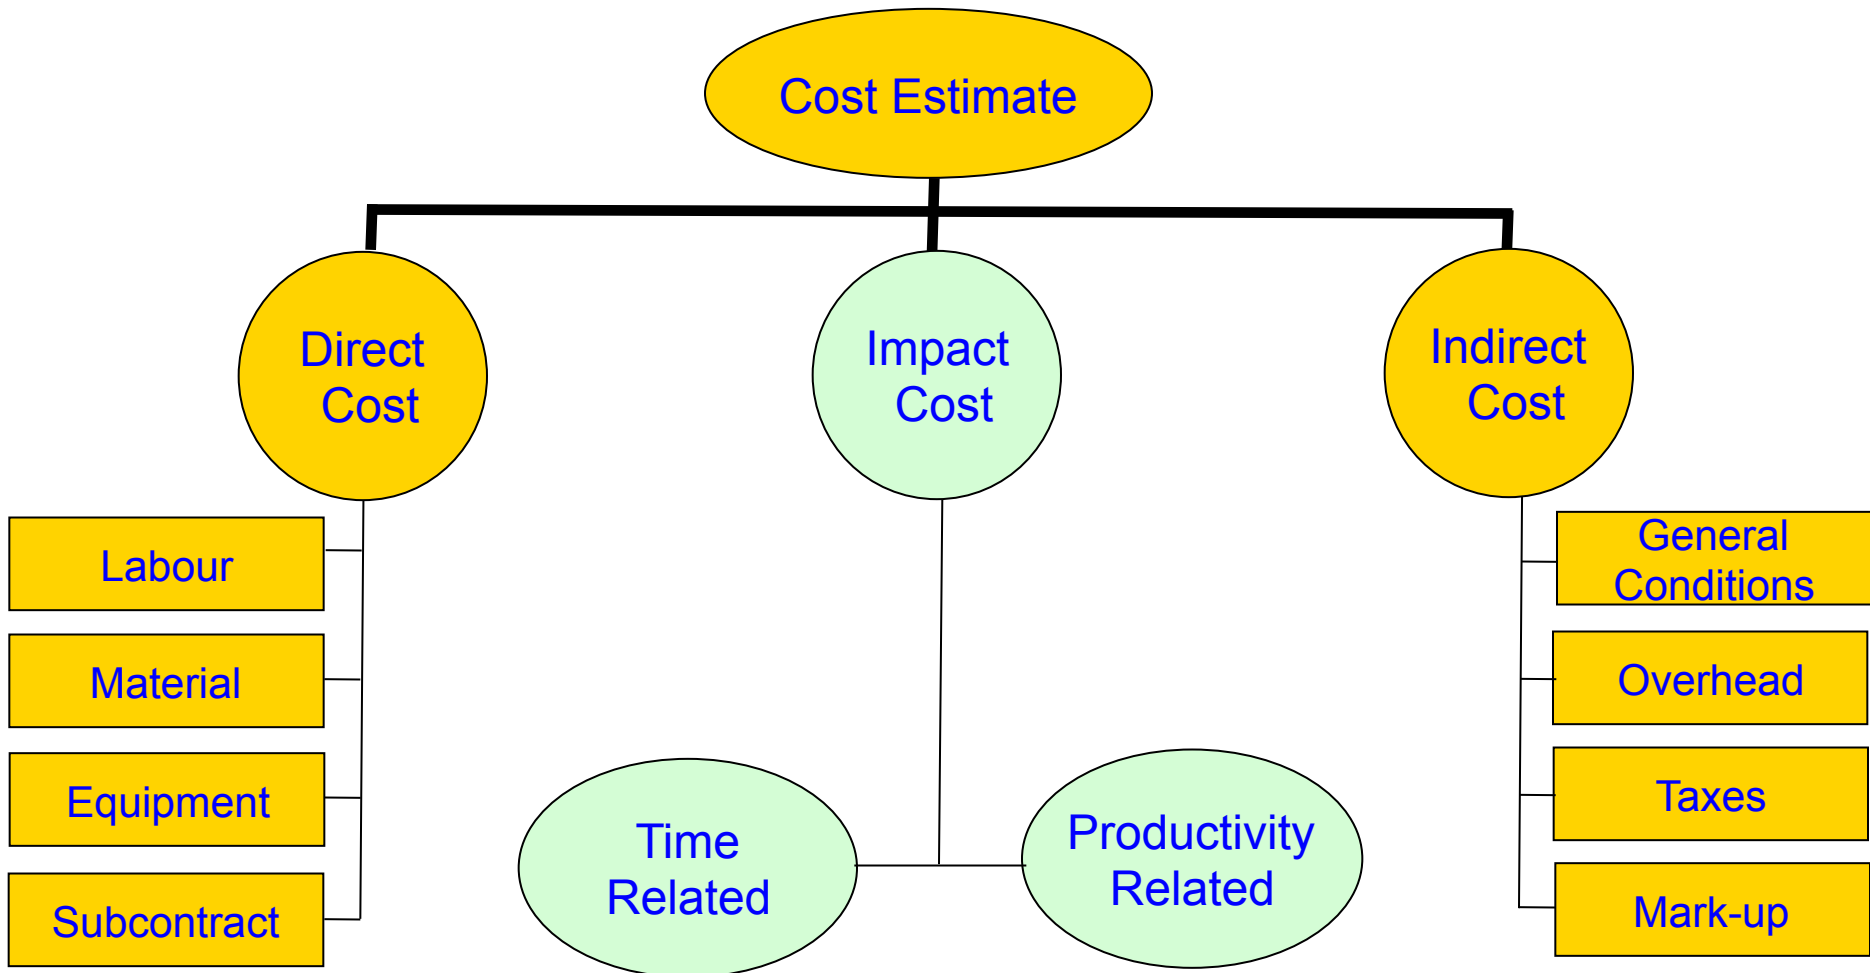 Cost Estimate
Direct
Cost
Impact
Cost
Indirect
Cost
Labour
Material
Equipment
Subcontract
Time
Related
Productivity
Related
General
Conditions
Overhead
Taxes
Mark-up